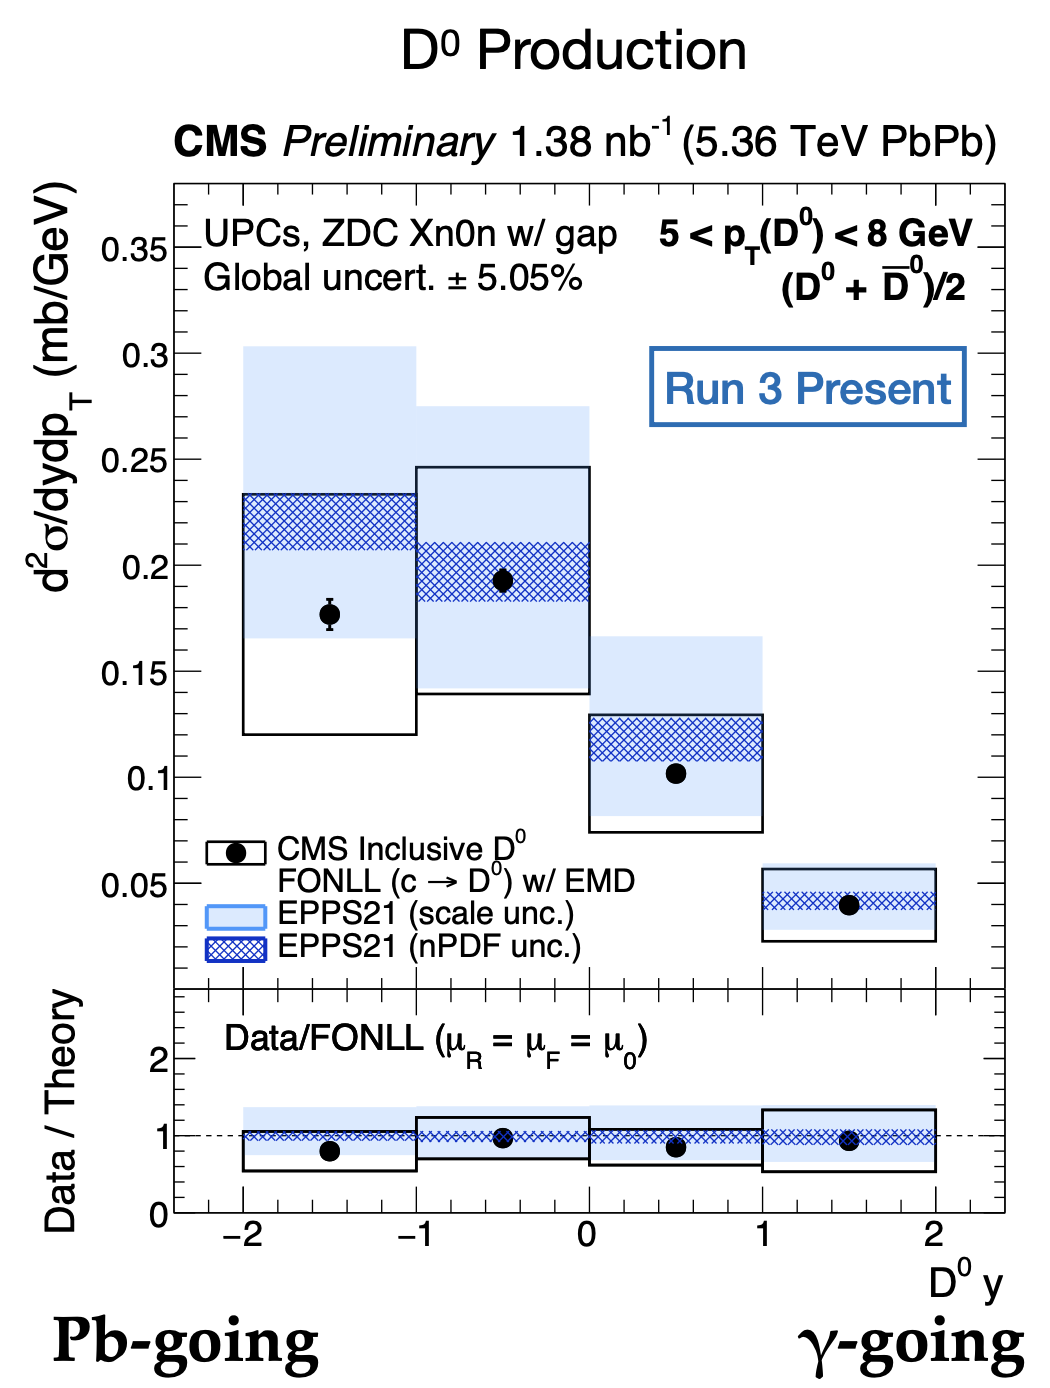 D⁰ Production
CMS Preliminary 1.38 nb⁻¹ (5.36 TeV PbPb)
d²σ/dydp_T (mb/GeV)
UPCs, ZDC Xn0n w/ gap
Global uncert. ± 5.05%
5 < p_T(D⁰) < 8 GeV
(D⁰ + D̅⁰)/2
Run 3 Present
0.35
0.3
0.25
0.2
0.15
0.1
0.05
CMS Inclusive D⁰
FONLL (c → D⁰) w/ EMD
EPPS21 (scale unc.)
EPPS21 (nPDF unc.)
Data / Theory
Data/FONLL (μ_R = μ_F = μ_0)
2
1
0
−2 −1 0 1 2
D⁰ y
Pb-going
γ-going